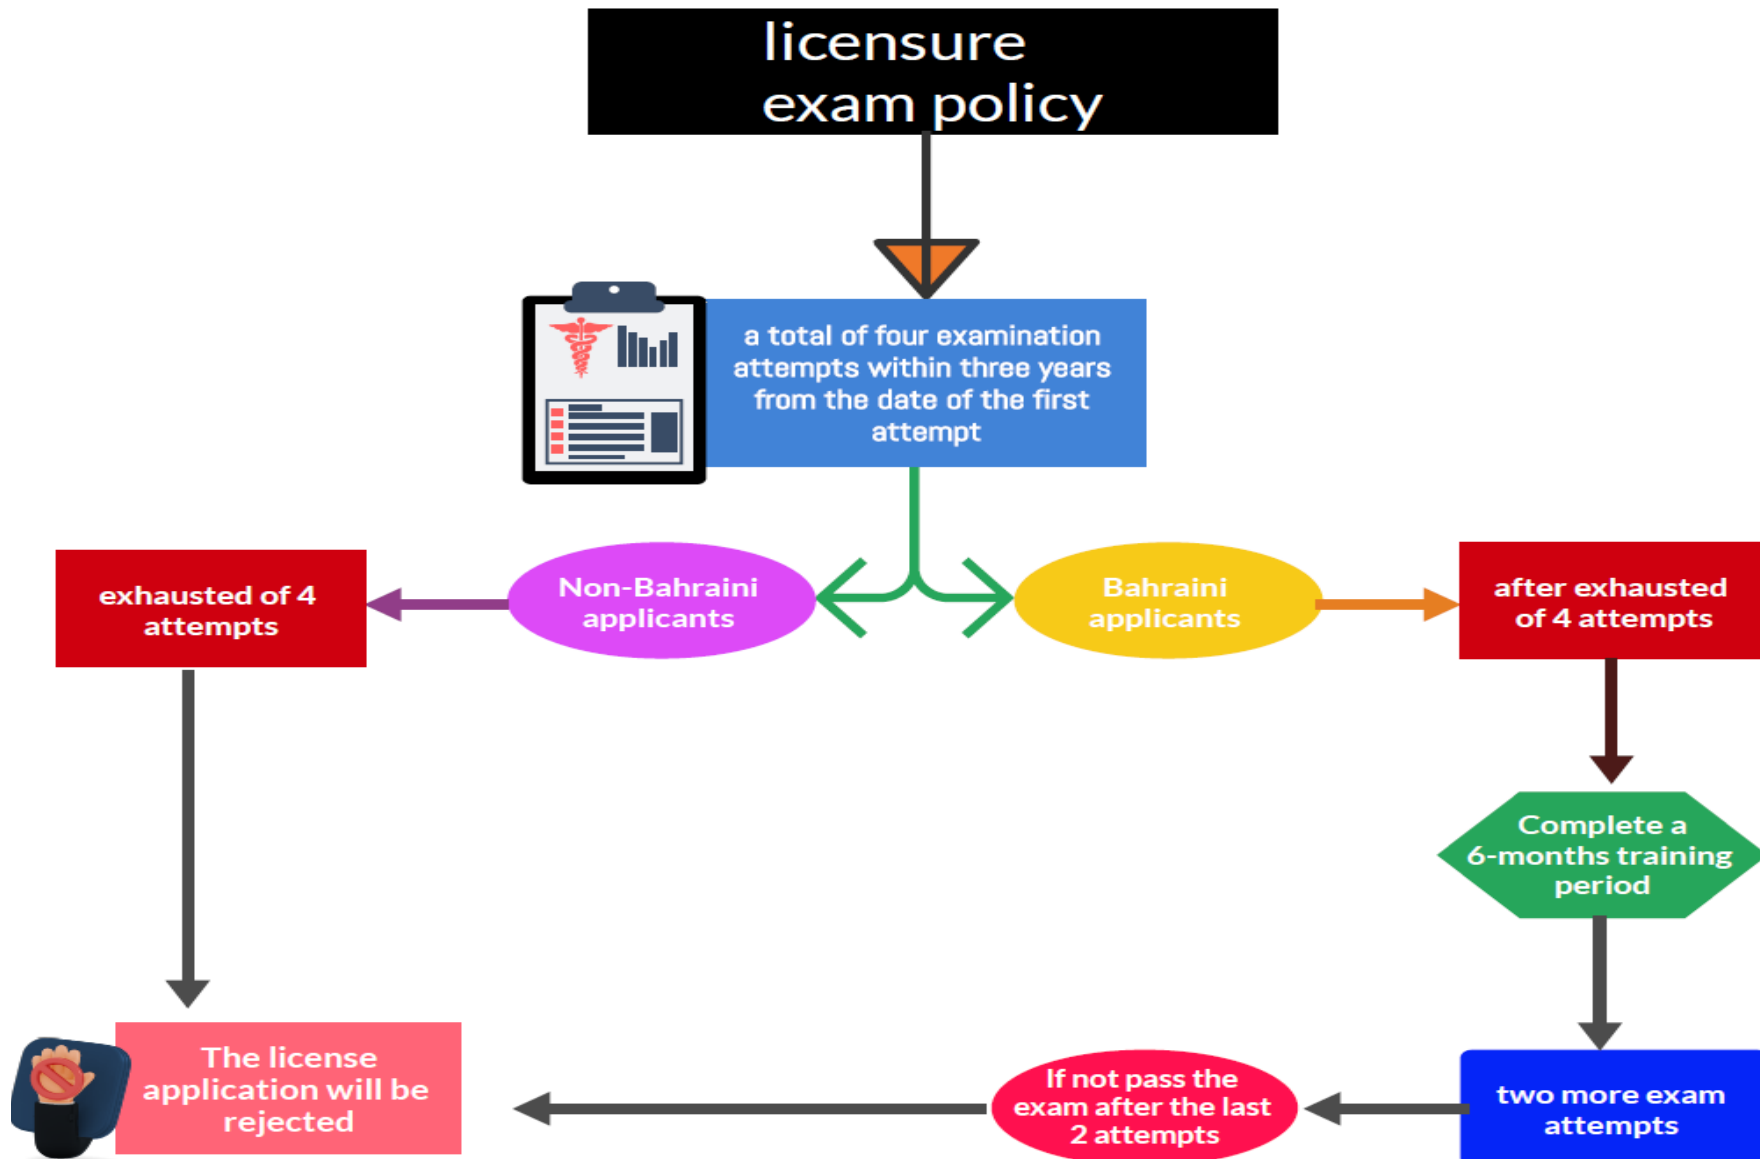 licensure
exam policy
a total of four examination
attempts within three years
from the date of the first
attempt
Non-Bahraini
applicants
Bahraini
applicants
exhausted of 4
attempts
after exhausted
of 4 attempts
Complete a
6-months training
period
two more exam
attempts
If not pass the
exam after the last
2 attempts
The license
application will be
rejected